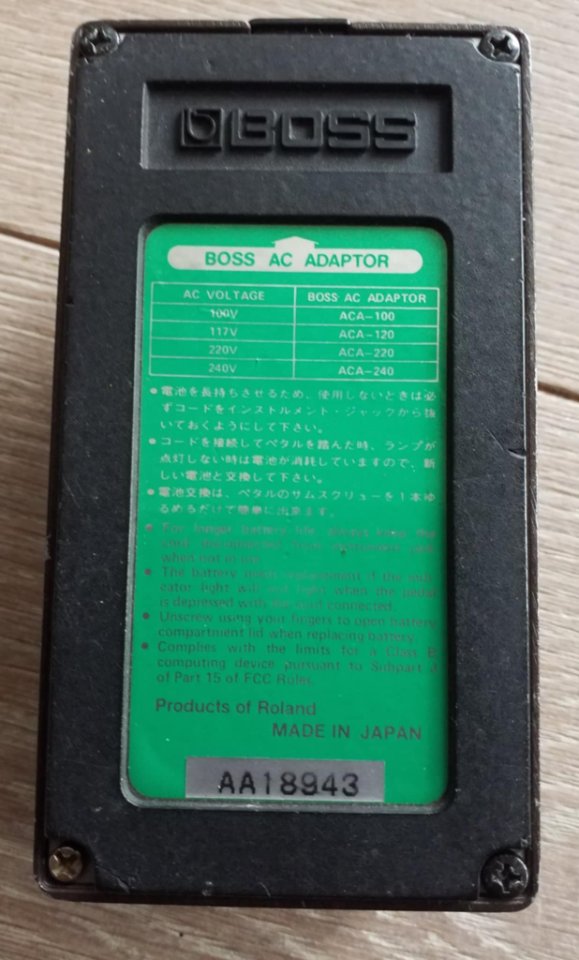 BOSS
BOSS AC ADAPTOR
AC VOLTAGE BOSS AC ADAPTOR
100V ACA-100
117V ACA-120
220V ACA-220
240V ACA-240
● 電池を長持ちさせるため、使用しないときは必
ずコードをインストルメント・ジャックから抜
いておくようにして下さい。
● コードを接続してペタルを踏んだ時、ランプが
点灯しない時は電池が消耗していますので、新
しい電池と交換して下さい。
● 電池交換は、ペタルのサムスクリューを1本ゆ
るめるだけで簡単に出来ます。
● For longer battery life, always keep the
cord disconnected from instrument jack
when not in use.
● The battery needs replacement if the indi-
cator light will not light when the pedal
is depressed with the cord connected.
● Unscrew using your fingers to open battery
compartment lid when replacing battery.
● Complies with the limits for a Class B
computing device pursuant to Subpart J
of Part 15 of FCC Rules.
Products of Roland
MADE IN JAPAN
AA18943